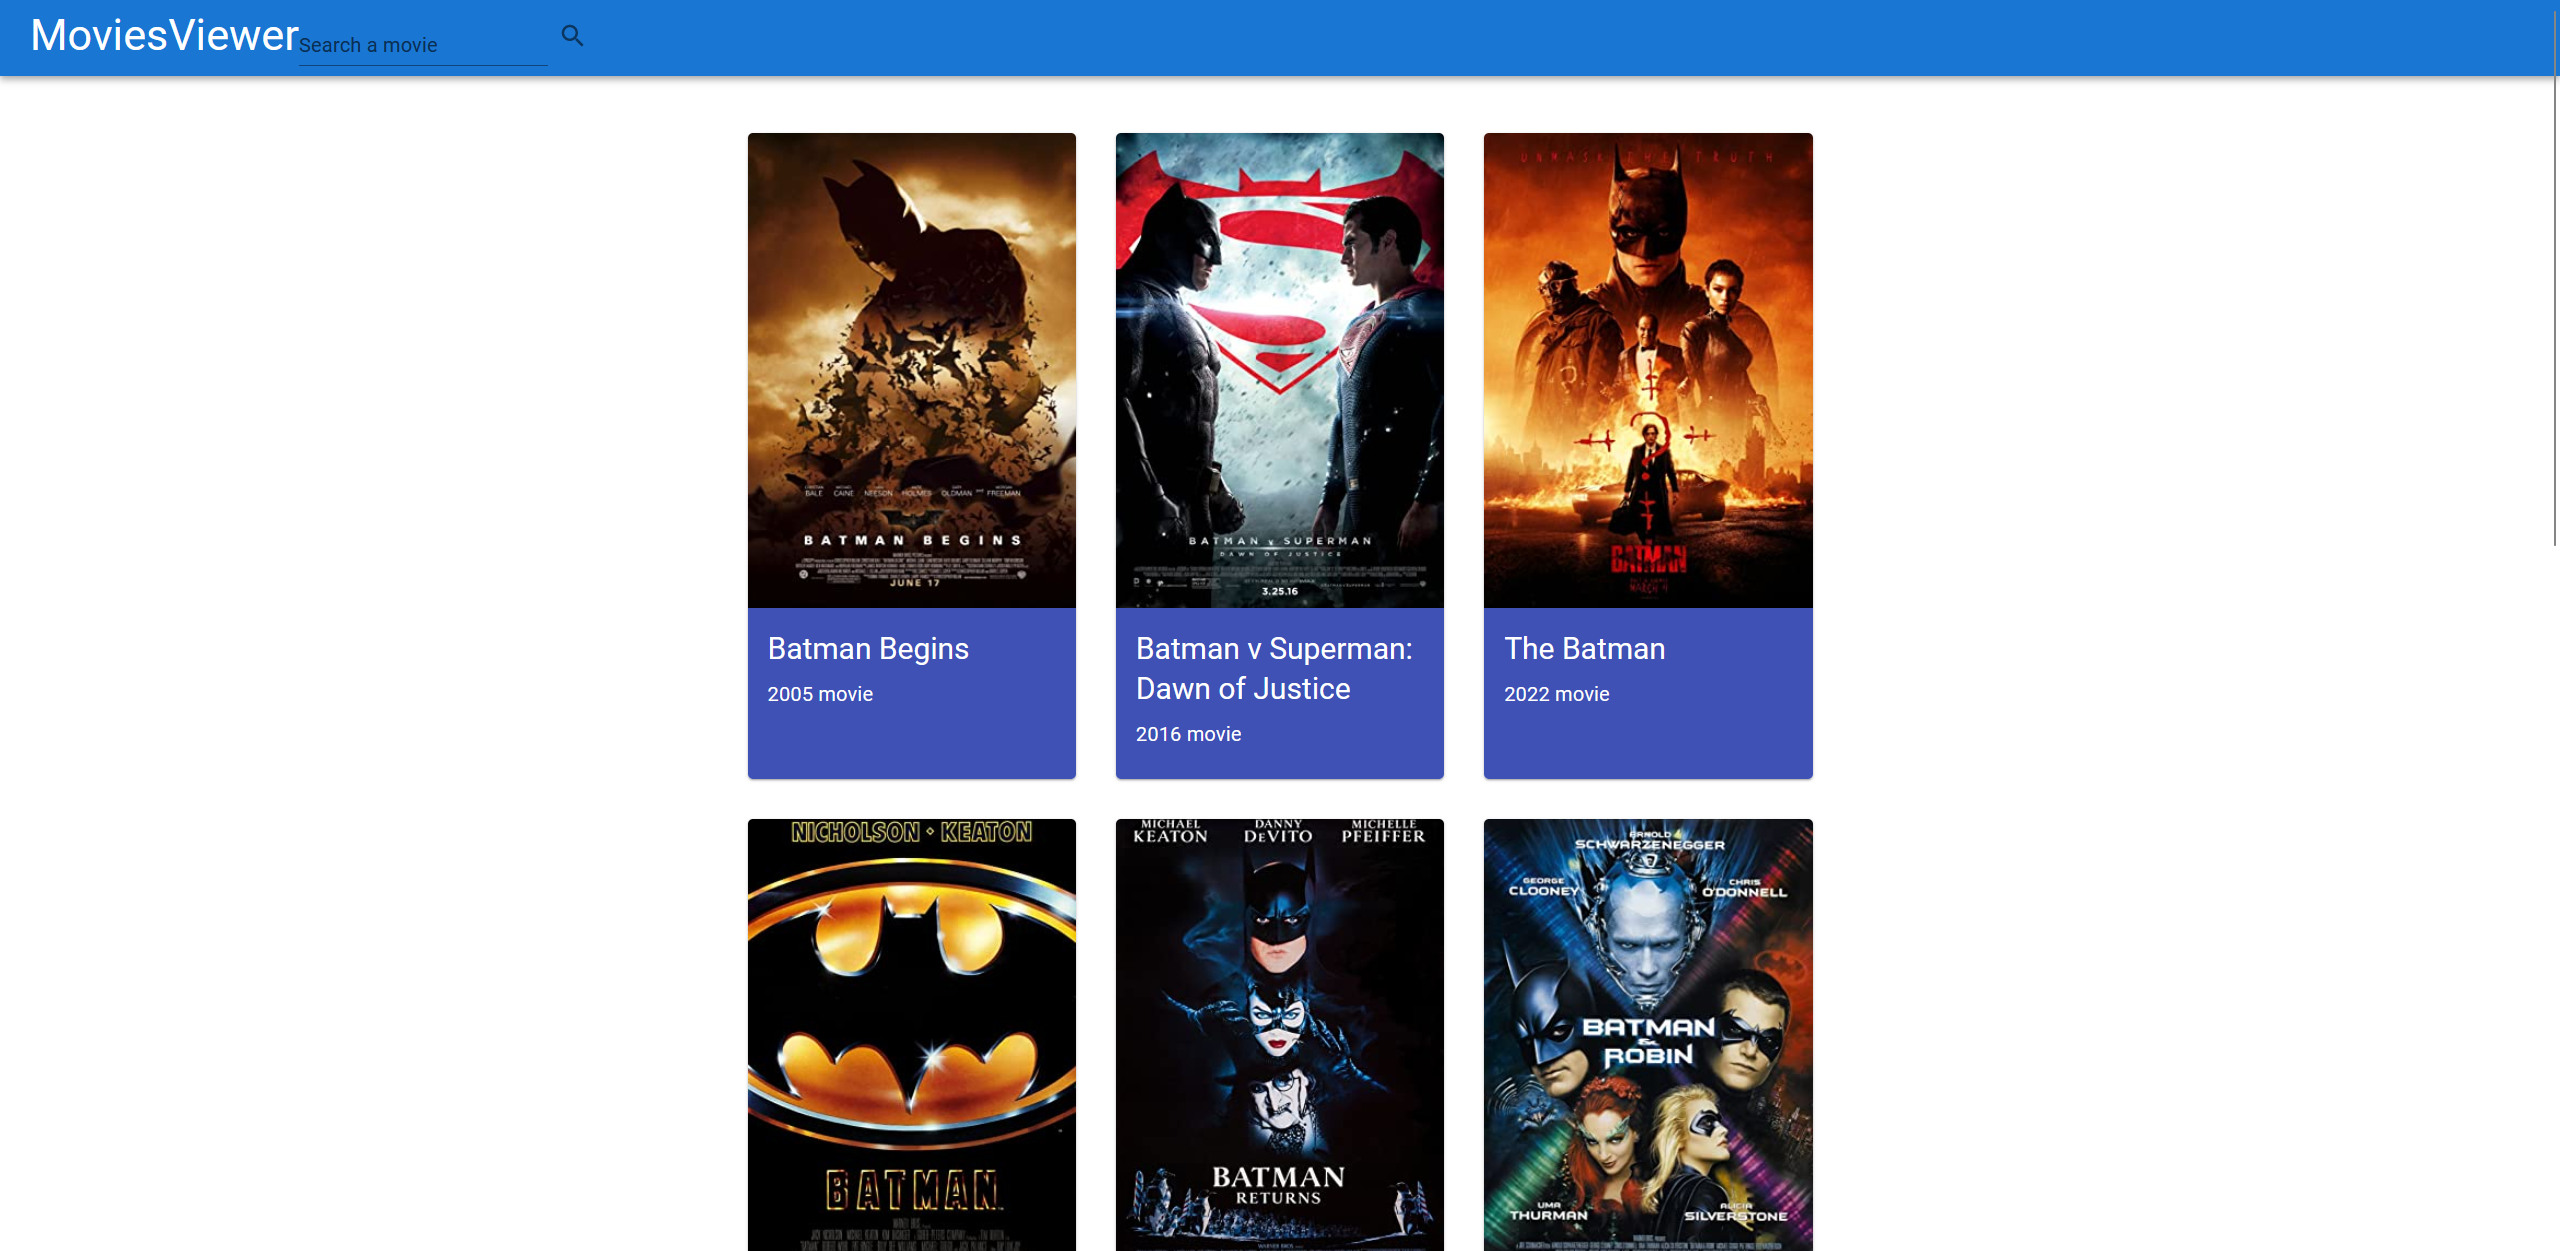 MoviesViewer
Search a movie
BALE CAINE NEESON HOLMES OLDMAN and FREEMAN
BATMAN BEGINS
JUNE 17
BATMAN v SUPERMAN
DAWN OF JUSTICE
3.25.16
UNMASK THE TRUTH
BATMAN
MARCH 4
Batman Begins
2005 movie
Batman v Superman:
Dawn of Justice
2016 movie
The Batman
2022 movie
NICHOLSON • KEATON
BATMAN
MICHAEL DANNY MICHELLE
KEATON DEVITO PFEIFFER
BATMAN
RETURNS
ARNOLD
SCHWARZENEGGER
GEORGE
CLOONEY
CHRIS
O'DONNELL
BATMAN
&
ROBIN
UMA
THURMAN
ALICIA
SILVERSTONE